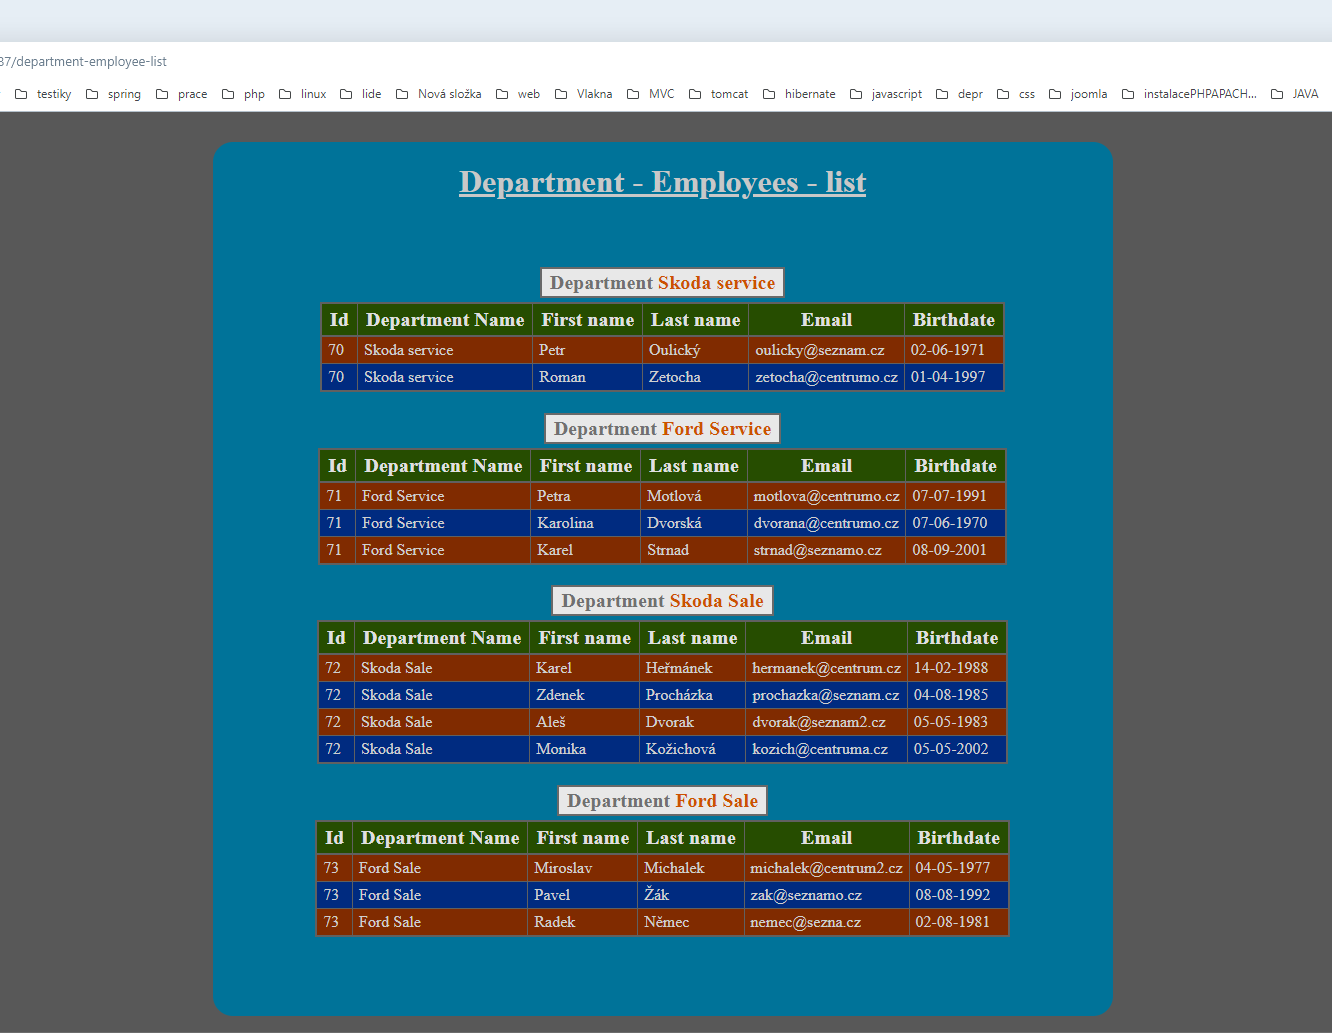 37/department-employee-list
testiky spring prace php linux lide Nová složka web Vlakna MVC tomcat hibernate javascript depr css joomla instalacePHPAPACH... JAVA
Department - Employees - list
Department Skoda service
Id Department Name First name Last name Email Birthdate
70 Skoda service Petr Oulický oulicky@seznam.cz 02-06-1971
70 Skoda service Roman Zetocha zetocha@centrumo.cz 01-04-1997
Department Ford Service
Id Department Name First name Last name Email Birthdate
71 Ford Service Petra Motlová motlova@centrumo.cz 07-07-1991
71 Ford Service Karolina Dvorská dvorana@centrumo.cz 07-06-1970
71 Ford Service Karel Strnad strnad@seznamo.cz 08-09-2001
Department Skoda Sale
Id Department Name First name Last name Email Birthdate
72 Skoda Sale Karel Heřmánek hermanek@centrum.cz 14-02-1988
72 Skoda Sale Zdenek Procházka prochazka@seznam.cz 04-08-1985
72 Skoda Sale Aleš Dvorak dvorak@seznam2.cz 05-05-1983
72 Skoda Sale Monika Kožichová kozich@centruma.cz 05-05-2002
Department Ford Sale
Id Department Name First name Last name Email Birthdate
73 Ford Sale Miroslav Michalek michalek@centrum2.cz 04-05-1977
73 Ford Sale Pavel Žák zak@seznamo.cz 08-08-1992
73 Ford Sale Radek Němec nemec@sezna.cz 02-08-1981